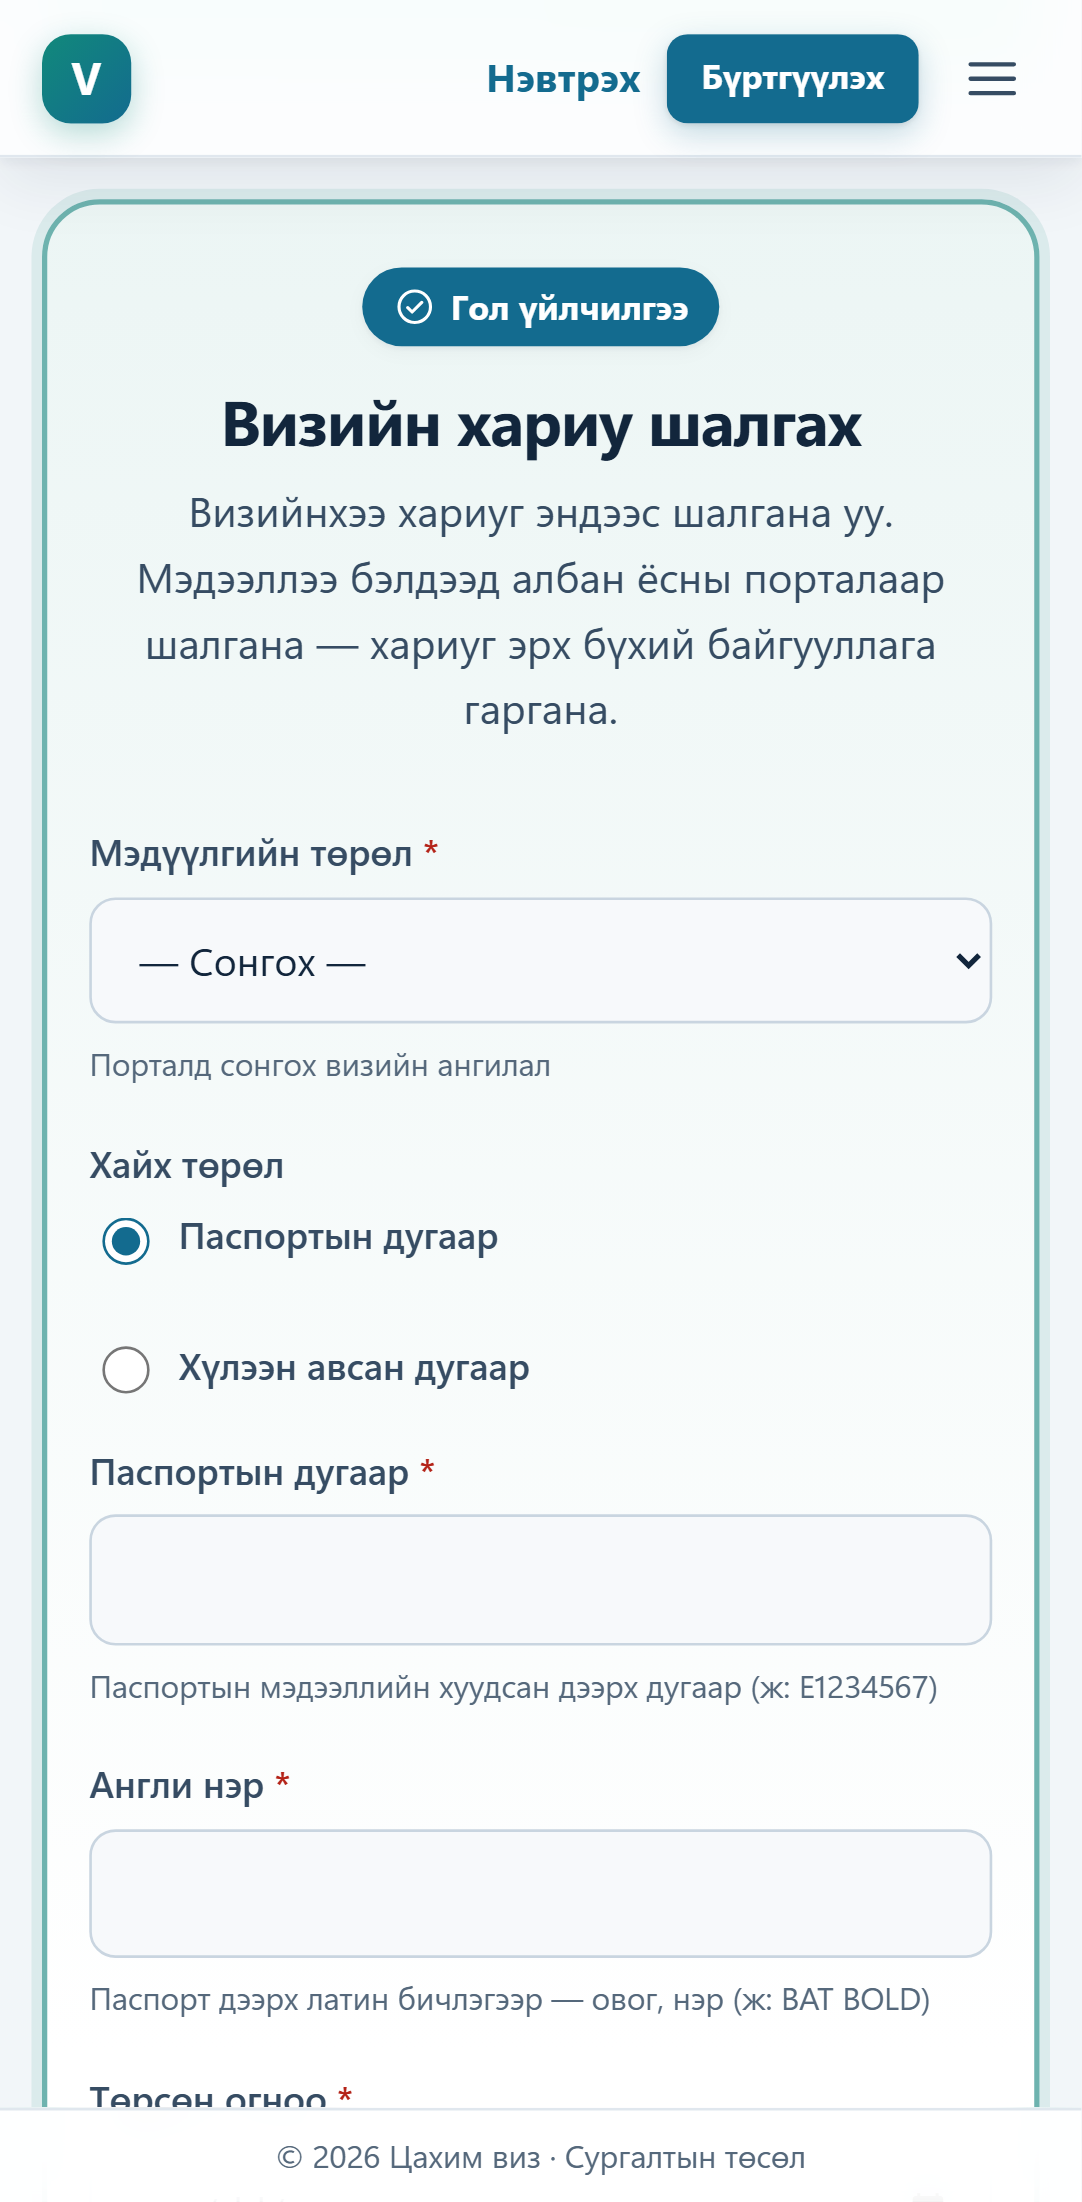 V
Нэвтрэх
Бүртгүүлэх
Гол үйлчилгээ
Визийн хариу шалгах
Визийнхээ хариуг эндээс шалгана уу.
Мэдээллээ бэлдээд албан ёсны порталаар
шалгана — хариуг эрх бүхий байгууллага
гаргана.
Мэдүүлгийн төрөл *
— Сонгох —
Порталд сонгох визийн ангилал
Хайх төрөл
Паспортын дугаар
Хүлээн авсан дугаар
Паспортын дугаар *
Паспортын мэдээллийн хуудсан дээрх дугаар (ж: E1234567)
Англи нэр *
Паспорт дээрх латин бичлэгээр — овог, нэр (ж: BAT BOLD)
Төрсөн огноо *
© 2026 Цахим виз · Сургалтын төсөл